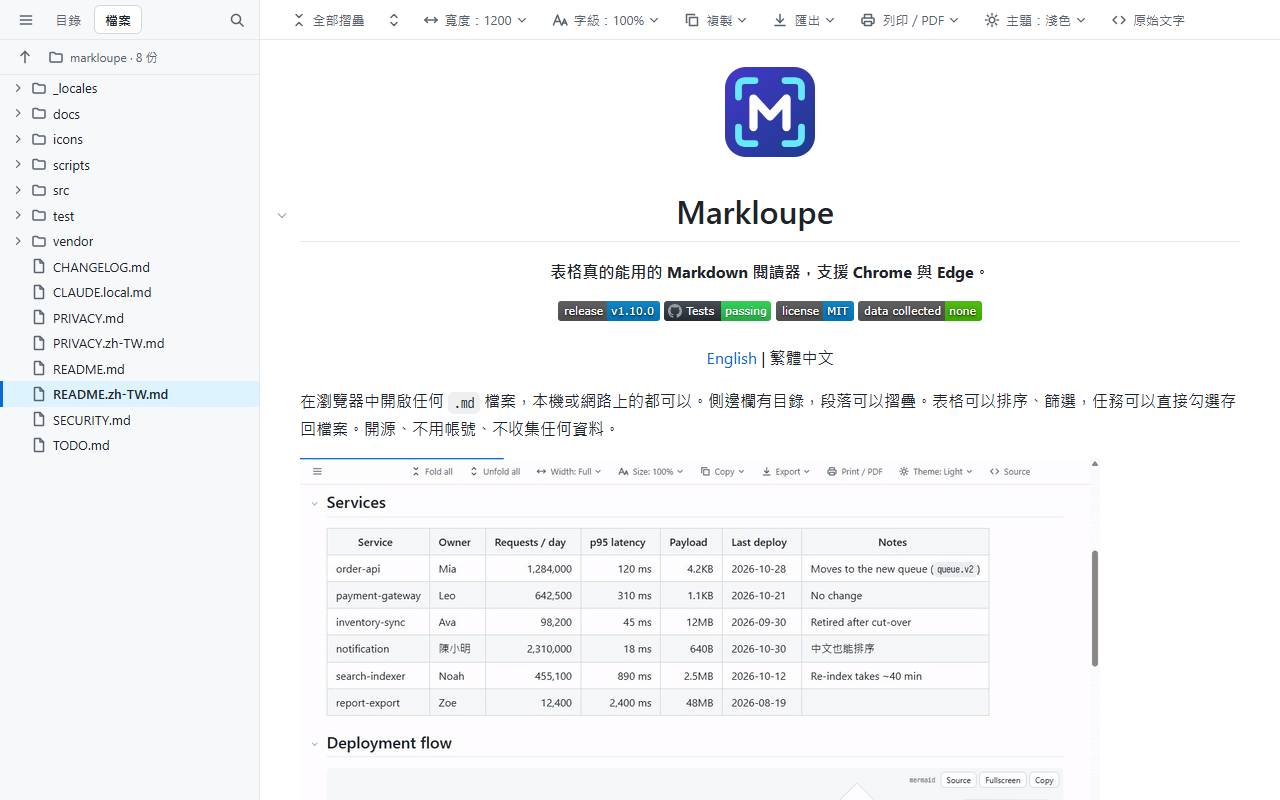 目錄 檔案
全部摺疊 寬度：1200 字級：100% 複製 匯出 列印 / PDF 主題：淺色 原始文字
markloupe · 8 份
_locales
docs
icons
scripts
src
test
vendor
CHANGELOG.md
CLAUDE.local.md
PRIVACY.md
PRIVACY.zh-TW.md
README.md
README.zh-TW.md
SECURITY.md
TODO.md
M
Markloupe
表格真的能用的 Markdown 閱讀器，支援 Chrome 與 Edge。
release v1.10.0 Tests passing license MIT data collected none
English | 繁體中文
在瀏覽器中開啟任何 .md 檔案，本機或網路上的都可以。側邊欄有目錄，段落可以摺疊。表格可以排序、篩選，任務可以直接勾選存
回檔案。開源、不用帳號、不收集任何資料。
Fold all Unfold all Width: Full Size: 100% Copy Export Print / PDF Theme: Light Source
Services
Service Owner Requests / day p95 latency Payload Last deploy Notes
order-api Mia 1,284,000 120 ms 4.2KB 2026-10-28 Moves to the new queue (queue.v2)
payment-gateway Leo 642,500 310 ms 1.1KB 2026-10-21 No change
inventory-sync Ava 98,200 45 ms 12MB 2026-09-30 Retired after cut-over
notification 陳小明 2,310,000 18 ms 640B 2026-10-30 中文也能排序
search-indexer Noah 455,100 890 ms 2.5MB 2026-10-12 Re-index takes ~40 min
report-export Zoe 12,400 2,400 ms 48MB 2026-08-19
Deployment flow
mermaid Source Fullscreen Copy